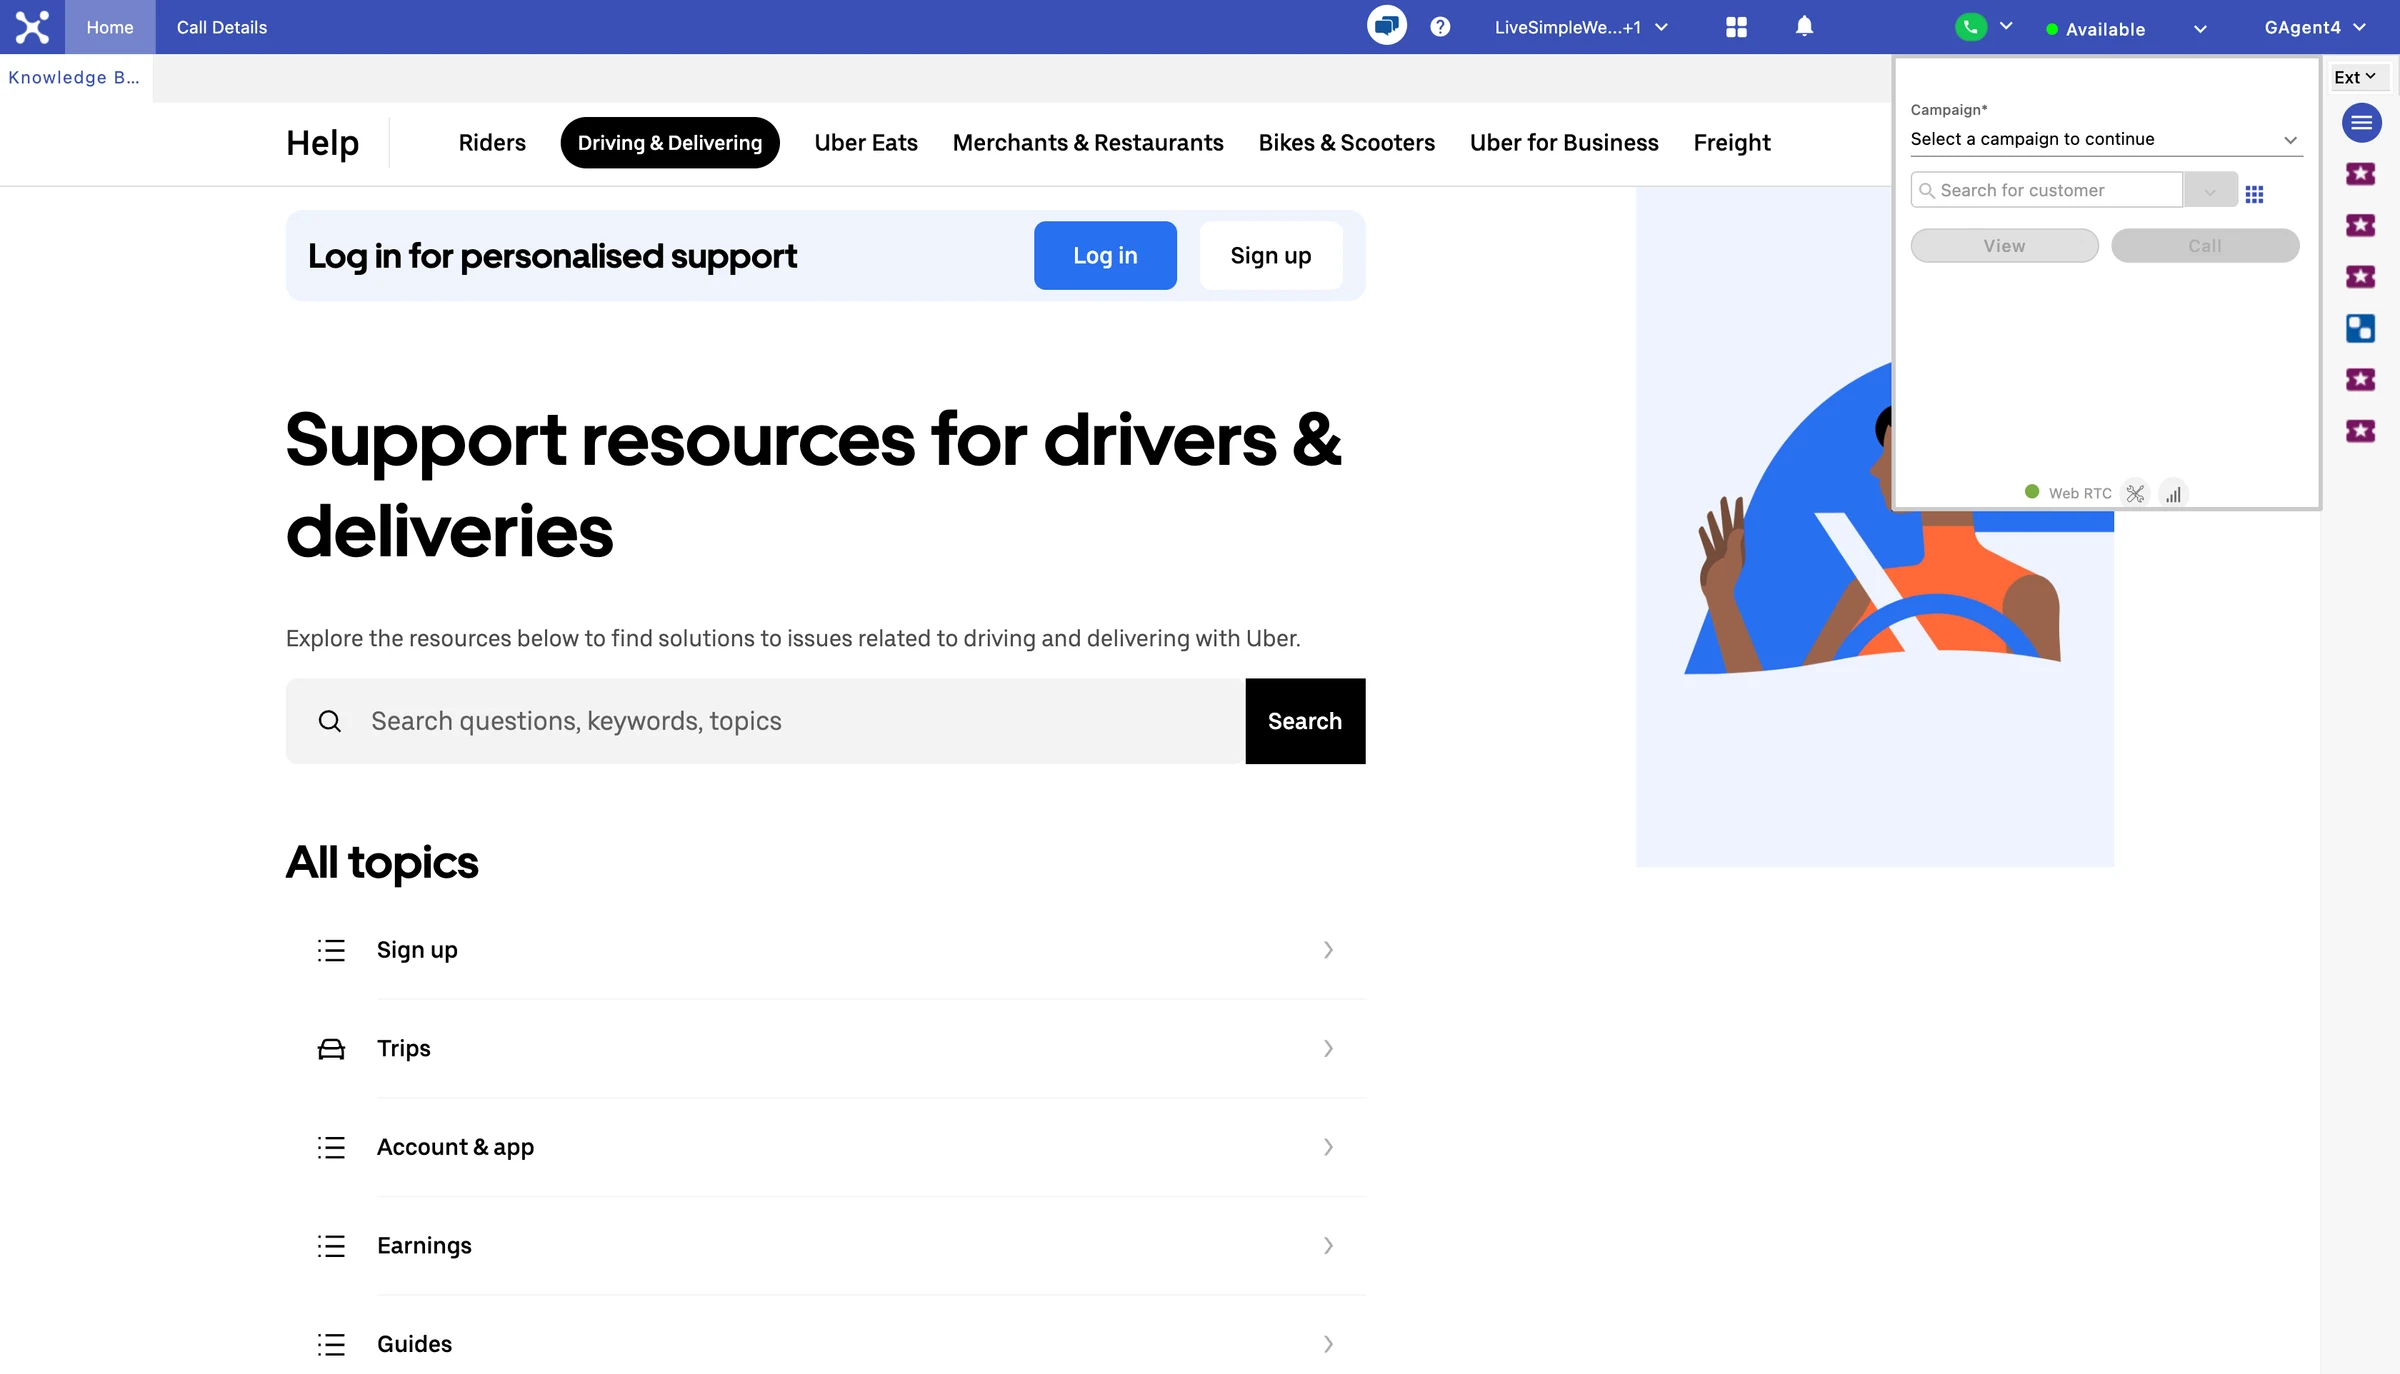 Home
Call Details
LiveSimpleWe...+1
Available
GAgent4
Knowledge B...
Ext
Help
Riders
Driving & Delivering
Uber Eats
Merchants & Restaurants
Bikes & Scooters
Uber for Business
Freight
Campaign*
Select a campaign to continue
Search for customer
View
Call
Web RTC
Log in for personalised support
Log in
Sign up
Support resources for drivers &
deliveries
Explore the resources below to find solutions to issues related to driving and delivering with Uber.
Search questions, keywords, topics
Search
All topics
Sign up
Trips
Account & app
Earnings
Guides